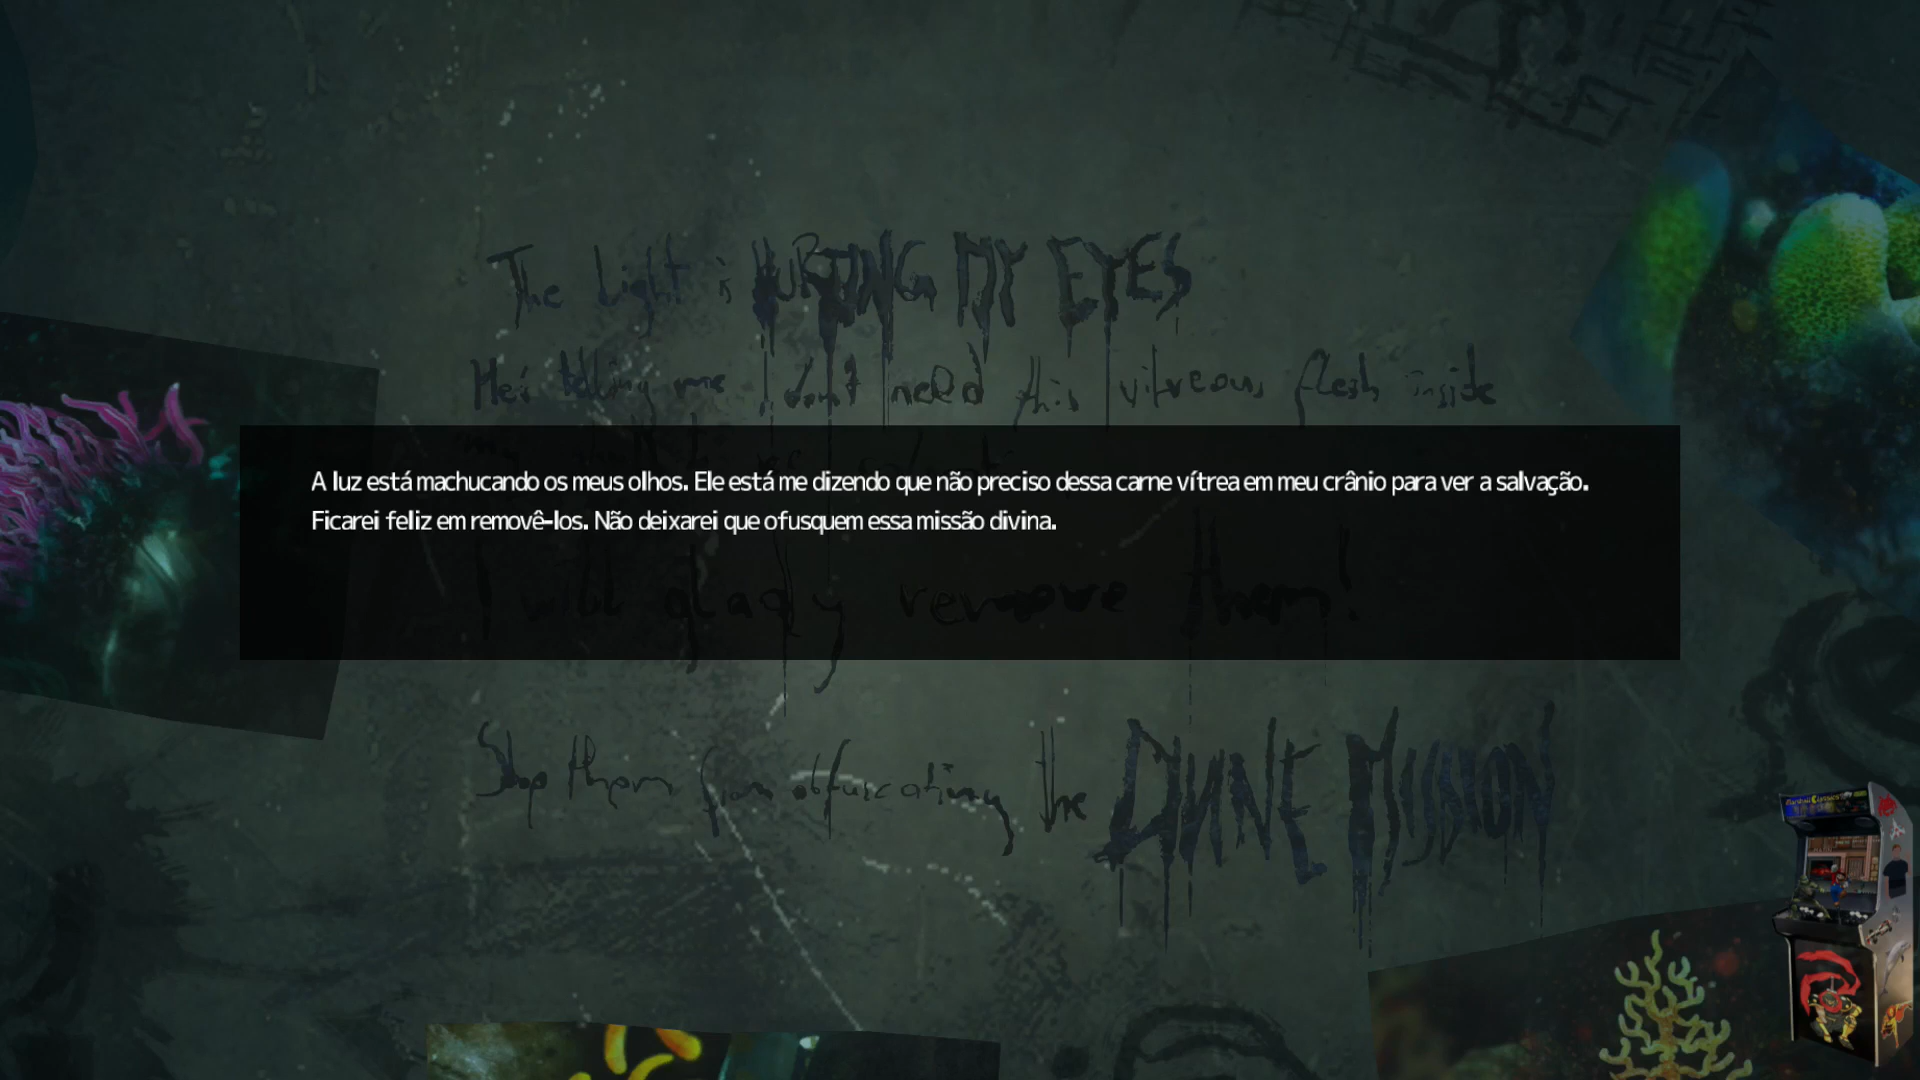 The Light is HURTING MY EYES
He's telling me I don't need this vitreous flesh inside
A luz está machucando os meus olhos. Ele está me dizendo que não preciso dessa carne vítrea em meu crânio para ver a salvação.
Ficarei feliz em removê-los. Não deixarei que ofusquem essa missão divina.
I will gladly remove them!
Stop them from obfuscating the DIVINE MISSION